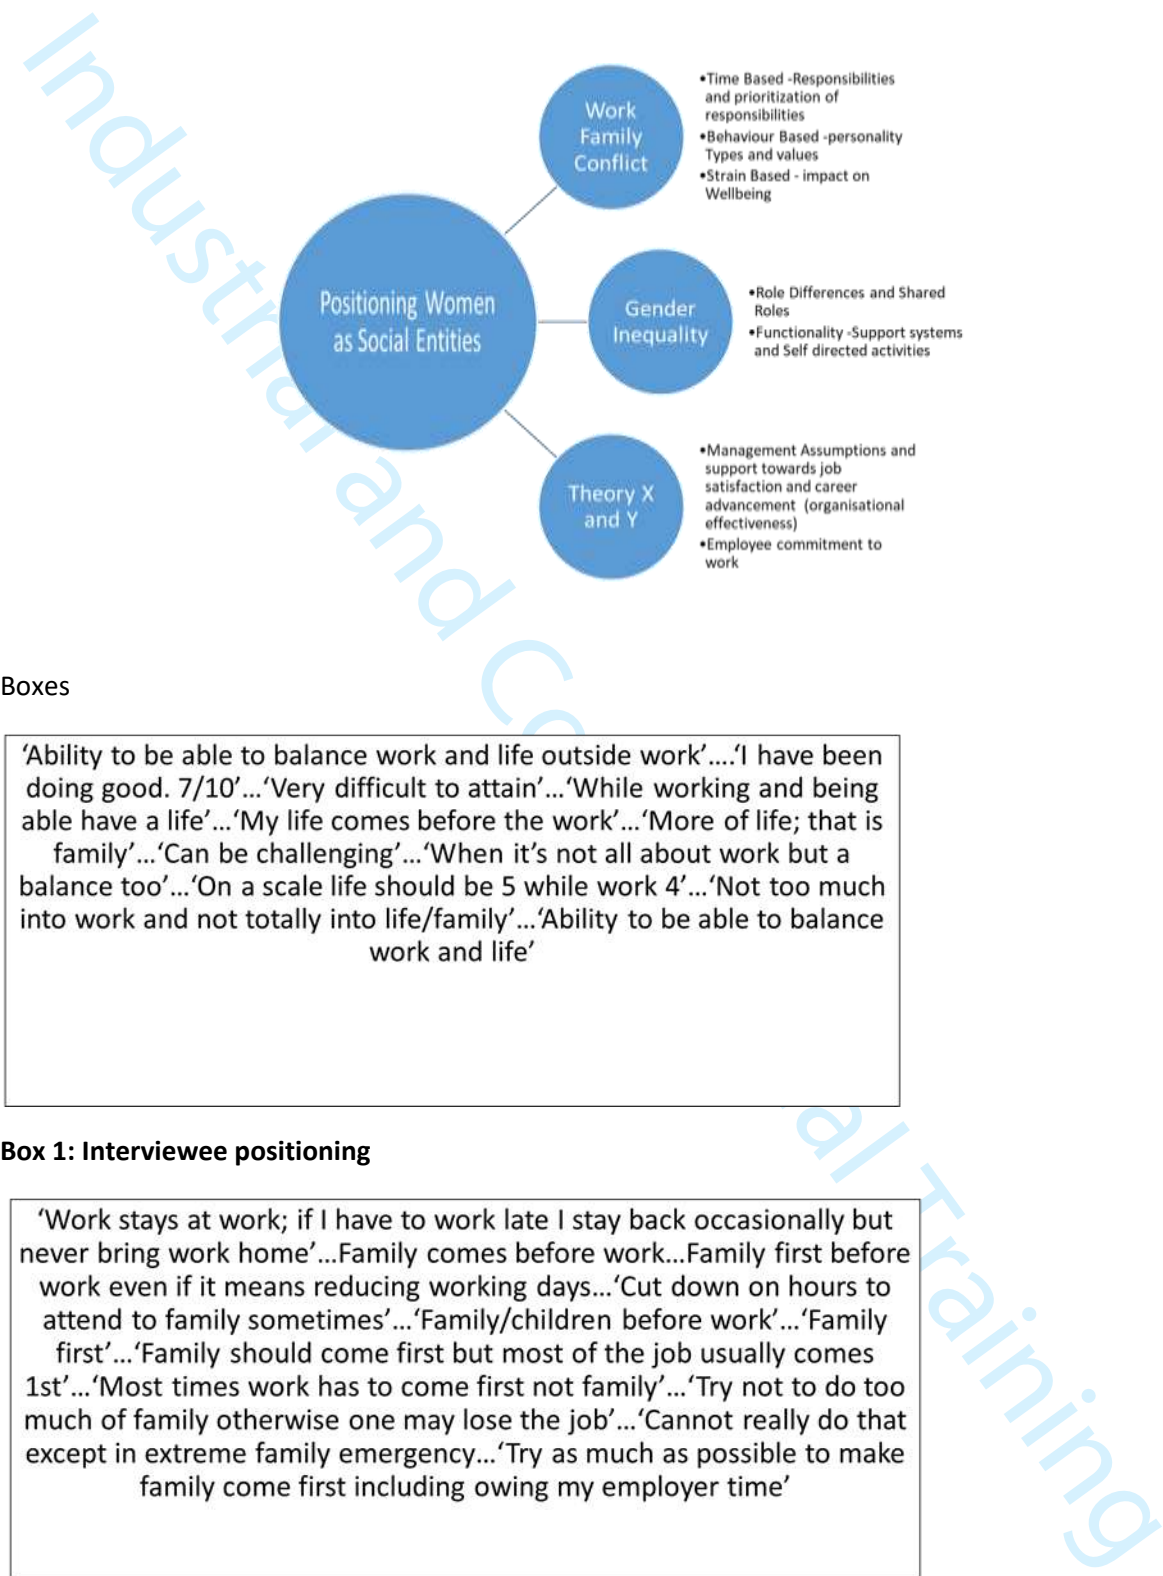 Work
Family
Conflict
•Time Based -Responsibilities
and prioritization of
responsibilities
•Behaviour Based -personality
Types and values
•Strain Based - impact on
Wellbeing
Positioning Women
as Social Entities
Gender
Inequality
•Role Differences and Shared
Roles
•Functionality -Support systems
and Self directed activities
Theory X
and Y
•Management Assumptions and
support towards job
satisfaction and career
advancement (organisational
effectiveness)
•Employee commitment to
work
Boxes
‘Ability to be able to balance work and life outside work’....‘I have been
doing good. 7/10’...‘Very difficult to attain’...‘While working and being
able have a life’...‘My life comes before the work’...‘More of life; that is
family’...‘Can be challenging’...‘When it’s not all about work but a
balance too’...‘On a scale life should be 5 while work 4’...‘Not too much
into work and not totally into life/family’...‘Ability to be able to balance
work and life’
Box 1: Interviewee positioning
‘Work stays at work; if I have to work late I stay back occasionally but
never bring work home’...Family comes before work...Family first before
work even if it means reducing working days...‘Cut down on hours to
attend to family sometimes’...‘Family/children before work’...‘Family
first’...‘Family should come first but most of the job usually comes
1st’...‘Most times work has to come first not family’...‘Try not to do too
much of family otherwise one may lose the job’...‘Cannot really do that
except in extreme family emergency...‘Try as much as possible to make
family come first including owing my employer time’
Industrial and Co al Training